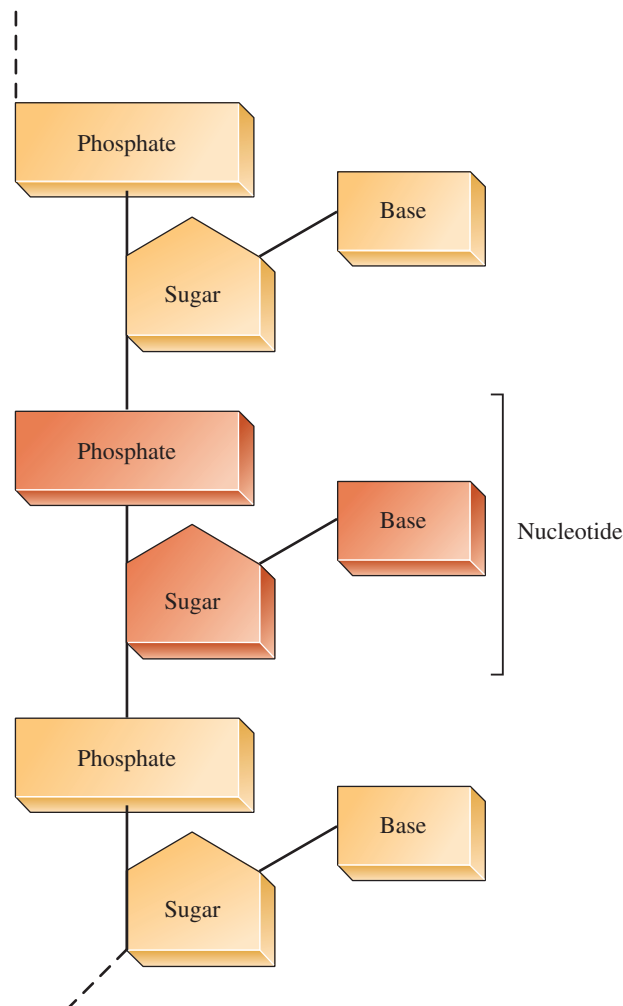 Phosphate
Base
Sugar
Phosphate
Base
Nucleotide
Sugar
Phosphate
Base
Sugar